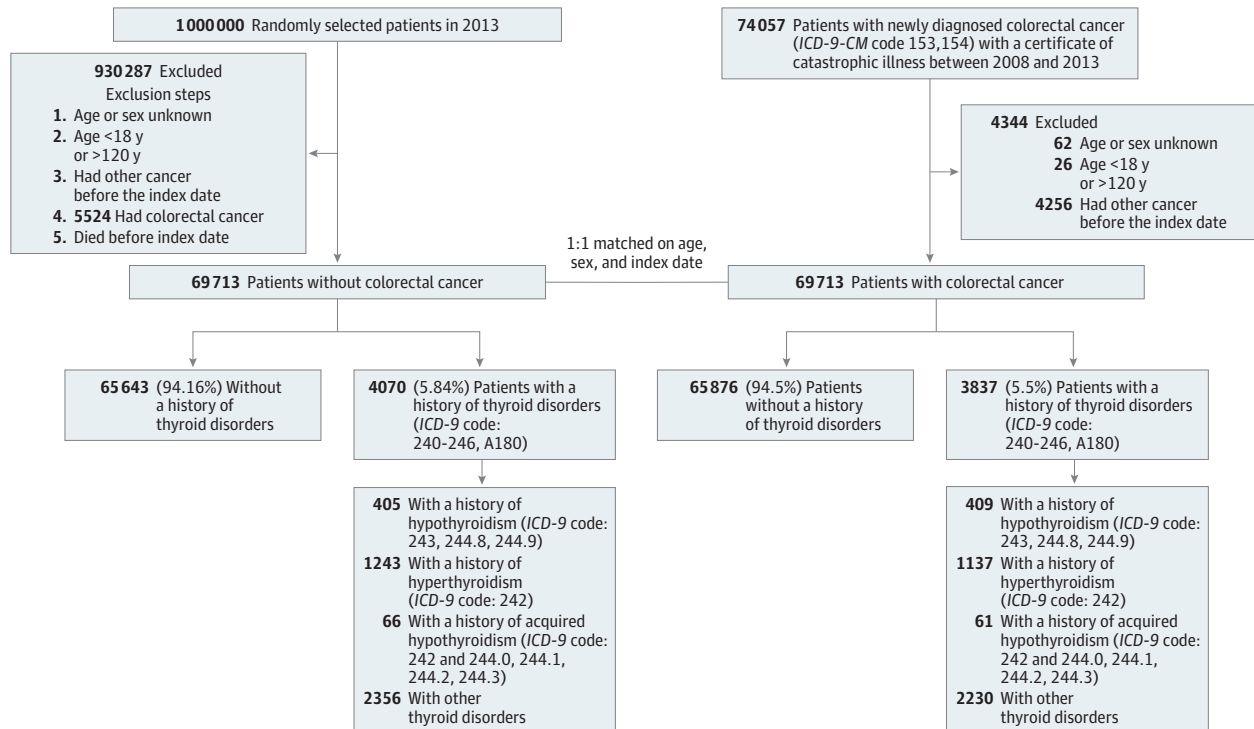 1000000 Randomly selected patients in 2013
74057 Patients with newly diagnosed colorectal cancer
(ICD-9-CM code 153,154) with a certificate of
catastrophic illness between 2008 and 2013
930287 Excluded
Exclusion steps
1. Age or sex unknown
2. Age <18 y
or >120 y
3. Had other cancer
before the index date
4. 5524 Had colorectal cancer
5. Died before index date
4344 Excluded
62 Age or sex unknown
26 Age <18 y
or >120 y
4256 Had other cancer
before the index date
1:1 matched on age,
sex, and index date
69713 Patients without colorectal cancer
69713 Patients with colorectal cancer
65643 (94.16%) Without
a history of
thyroid disorders
4070 (5.84%) Patients with a
history of thyroid disorders
(ICD-9 code:
240-246, A180)
65876 (94.5%) Patients
without a history
of thyroid disorders
3837 (5.5%) Patients with a
history of thyroid disorders
(ICD-9 code:
240-246, A180)
405 With a history of
hypothyroidism (ICD-9 code:
243, 244.8, 244.9)
1243 With a history of
hyperthyroidism
(ICD-9 code: 242)
66 With a history of acquired
hypothyroidism (ICD-9 code:
242 and 244.0, 244.1,
244.2, 244.3)
2356 With other
thyroid disorders
409 With a history of
hypothyroidism (ICD-9 code:
243, 244.8, 244.9)
1137 With a history of
hyperthyroidism
(ICD-9 code: 242)
61 With a history of acquired
hypothyroidism (ICD-9 code:
242 and 244.0, 244.1,
244.2, 244.3)
2230 With other
thyroid disorders